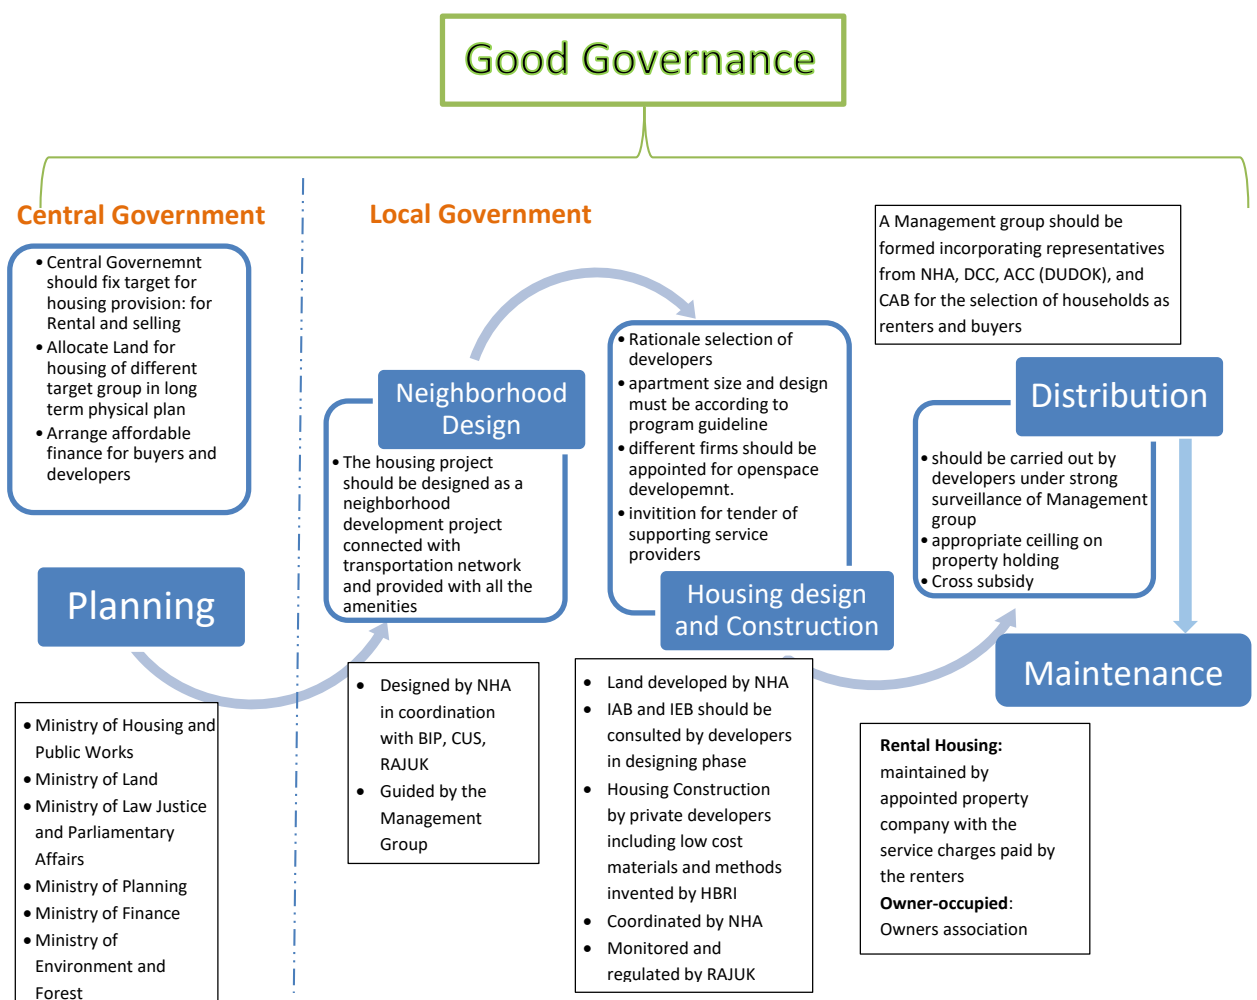 Good Governance
Central Government
• Central Governemnt
should fix target for
housing provision: for
Rental and selling
• Allocate Land for
housing of different
target group in long
term physical plan
• Arrange affordable
finance for buyers and
developers
Planning
• Ministry of Housing and
Public Works
• Ministry of Land
• Ministry of Law Justice
and Parliamentary
Affairs
• Ministry of Planning
• Ministry of Finance
• Ministry of
Environment and
Forest
Local Government
Neighborhood
Design
• The housing project
should be designed as a
neighborhood
development project
connected with
transportation network
and provided with all the
amenities
• Designed by NHA
in coordination
with BIP, CUS,
RAJUK
• Guided by the
Management
Group
• Rationale selection of
developers
• apartment size and design
must be according to
program guideline
• different firms should be
appointed for openspace
developemnt.
• invitition for tender of
supporting service
providers
Housing design
and Construction
• Land developed by NHA
• IAB and IEB should be
consulted by developers
in designing phase
• Housing Construction
by private developers
including low cost
materials and methods
invented by HBRI
• Coordinated by NHA
• Monitored and
regulated by RAJUK
A Management group should be
formed incorporating representatives
from NHA, DCC, ACC (DUDOK), and
CAB for the selection of households as
renters and buyers
Distribution
• should be carried out by
developers under strong
surveillance of Management
group
• appropriate ceilling on
property holding
• Cross subsidy
Maintenance
Rental Housing:
maintained by
appointed property
company with the
service charges paid by
the renters
Owner-occupied:
Owners association